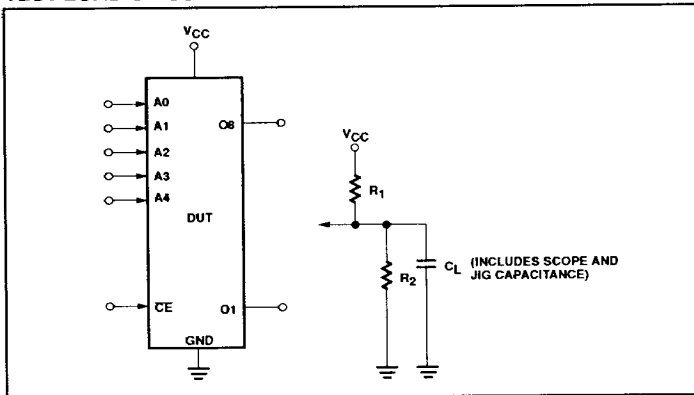 VCC
A0
A1
A2
A3
A4
O8
DUT
CE
O1
GND
VCC
R1
R2
CL (INCLUDES SCOPE AND
JIG CAPACITANCE)